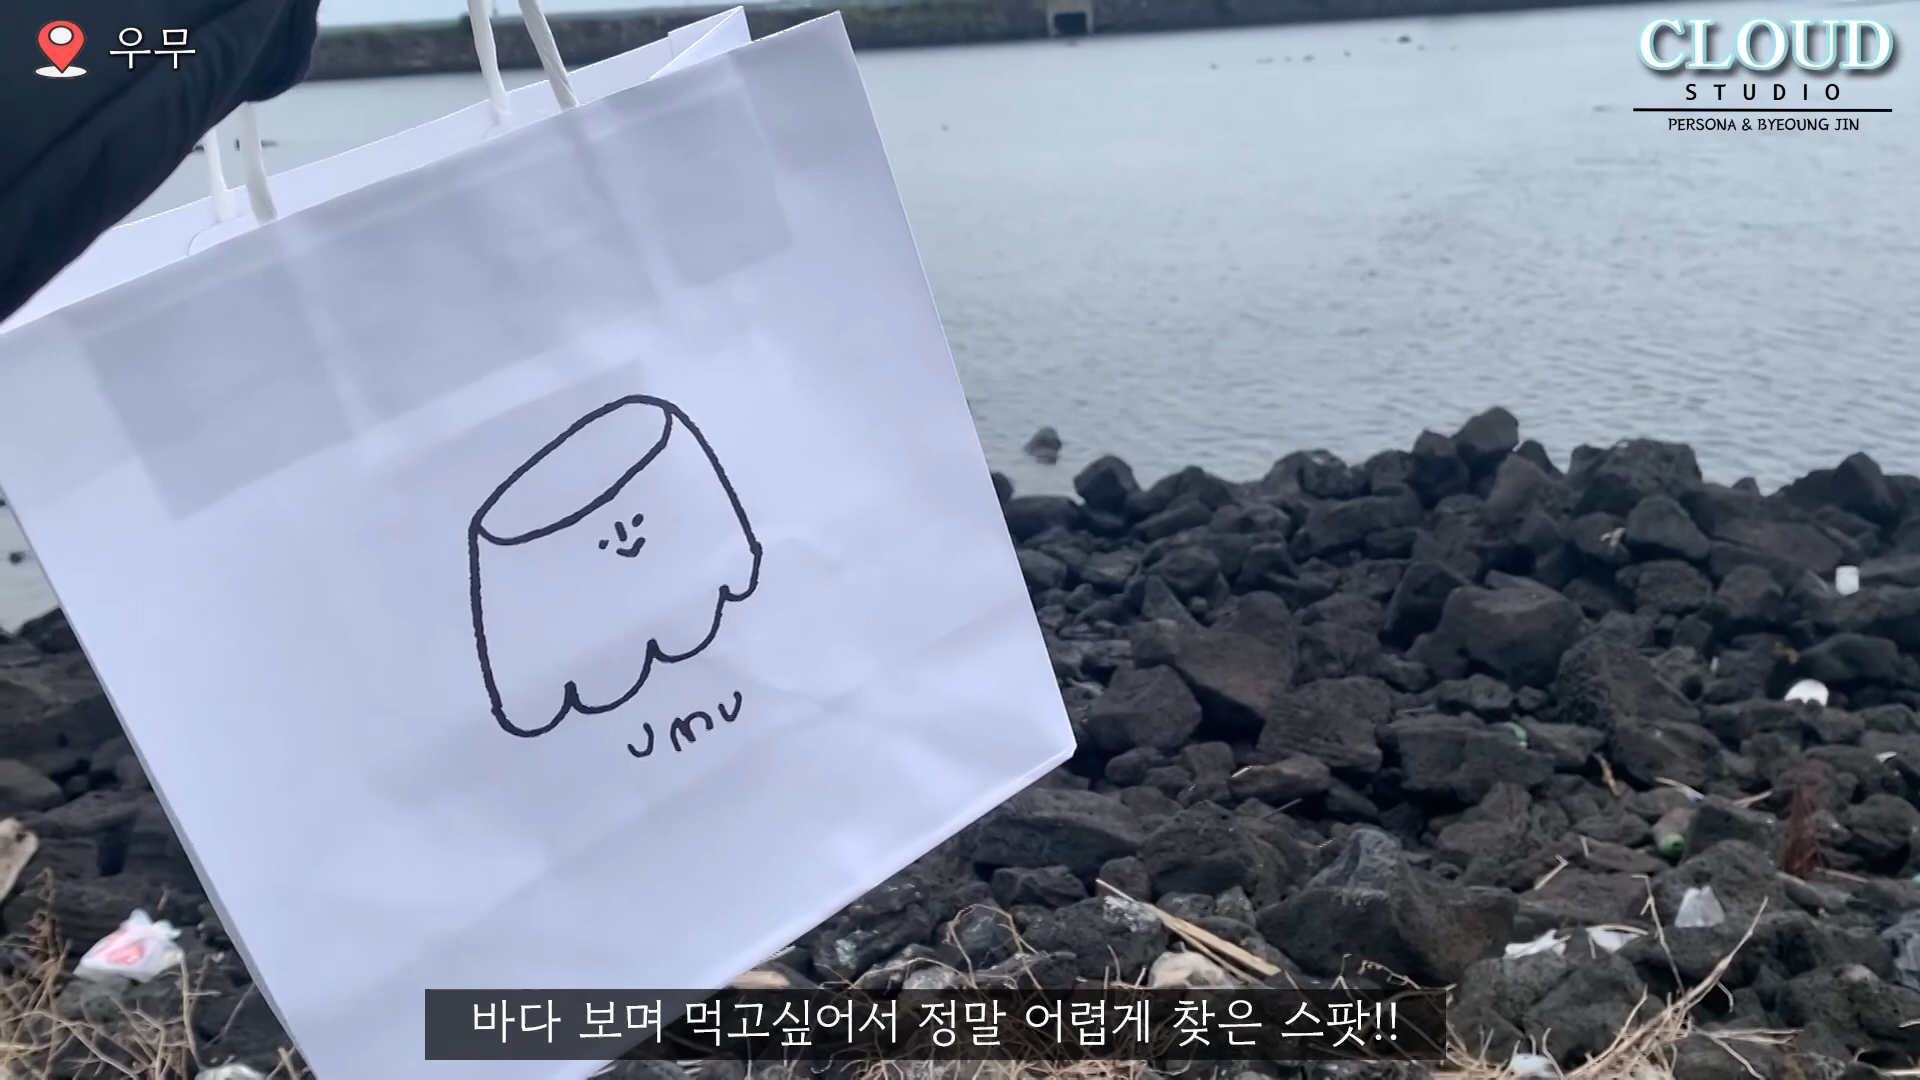 우무
CLOUD
STUDIO
PERSONA & BYEOUNG JIN
UMU
바다 보며 먹고싶어서 정말 어렵게 찾은 스팟!!